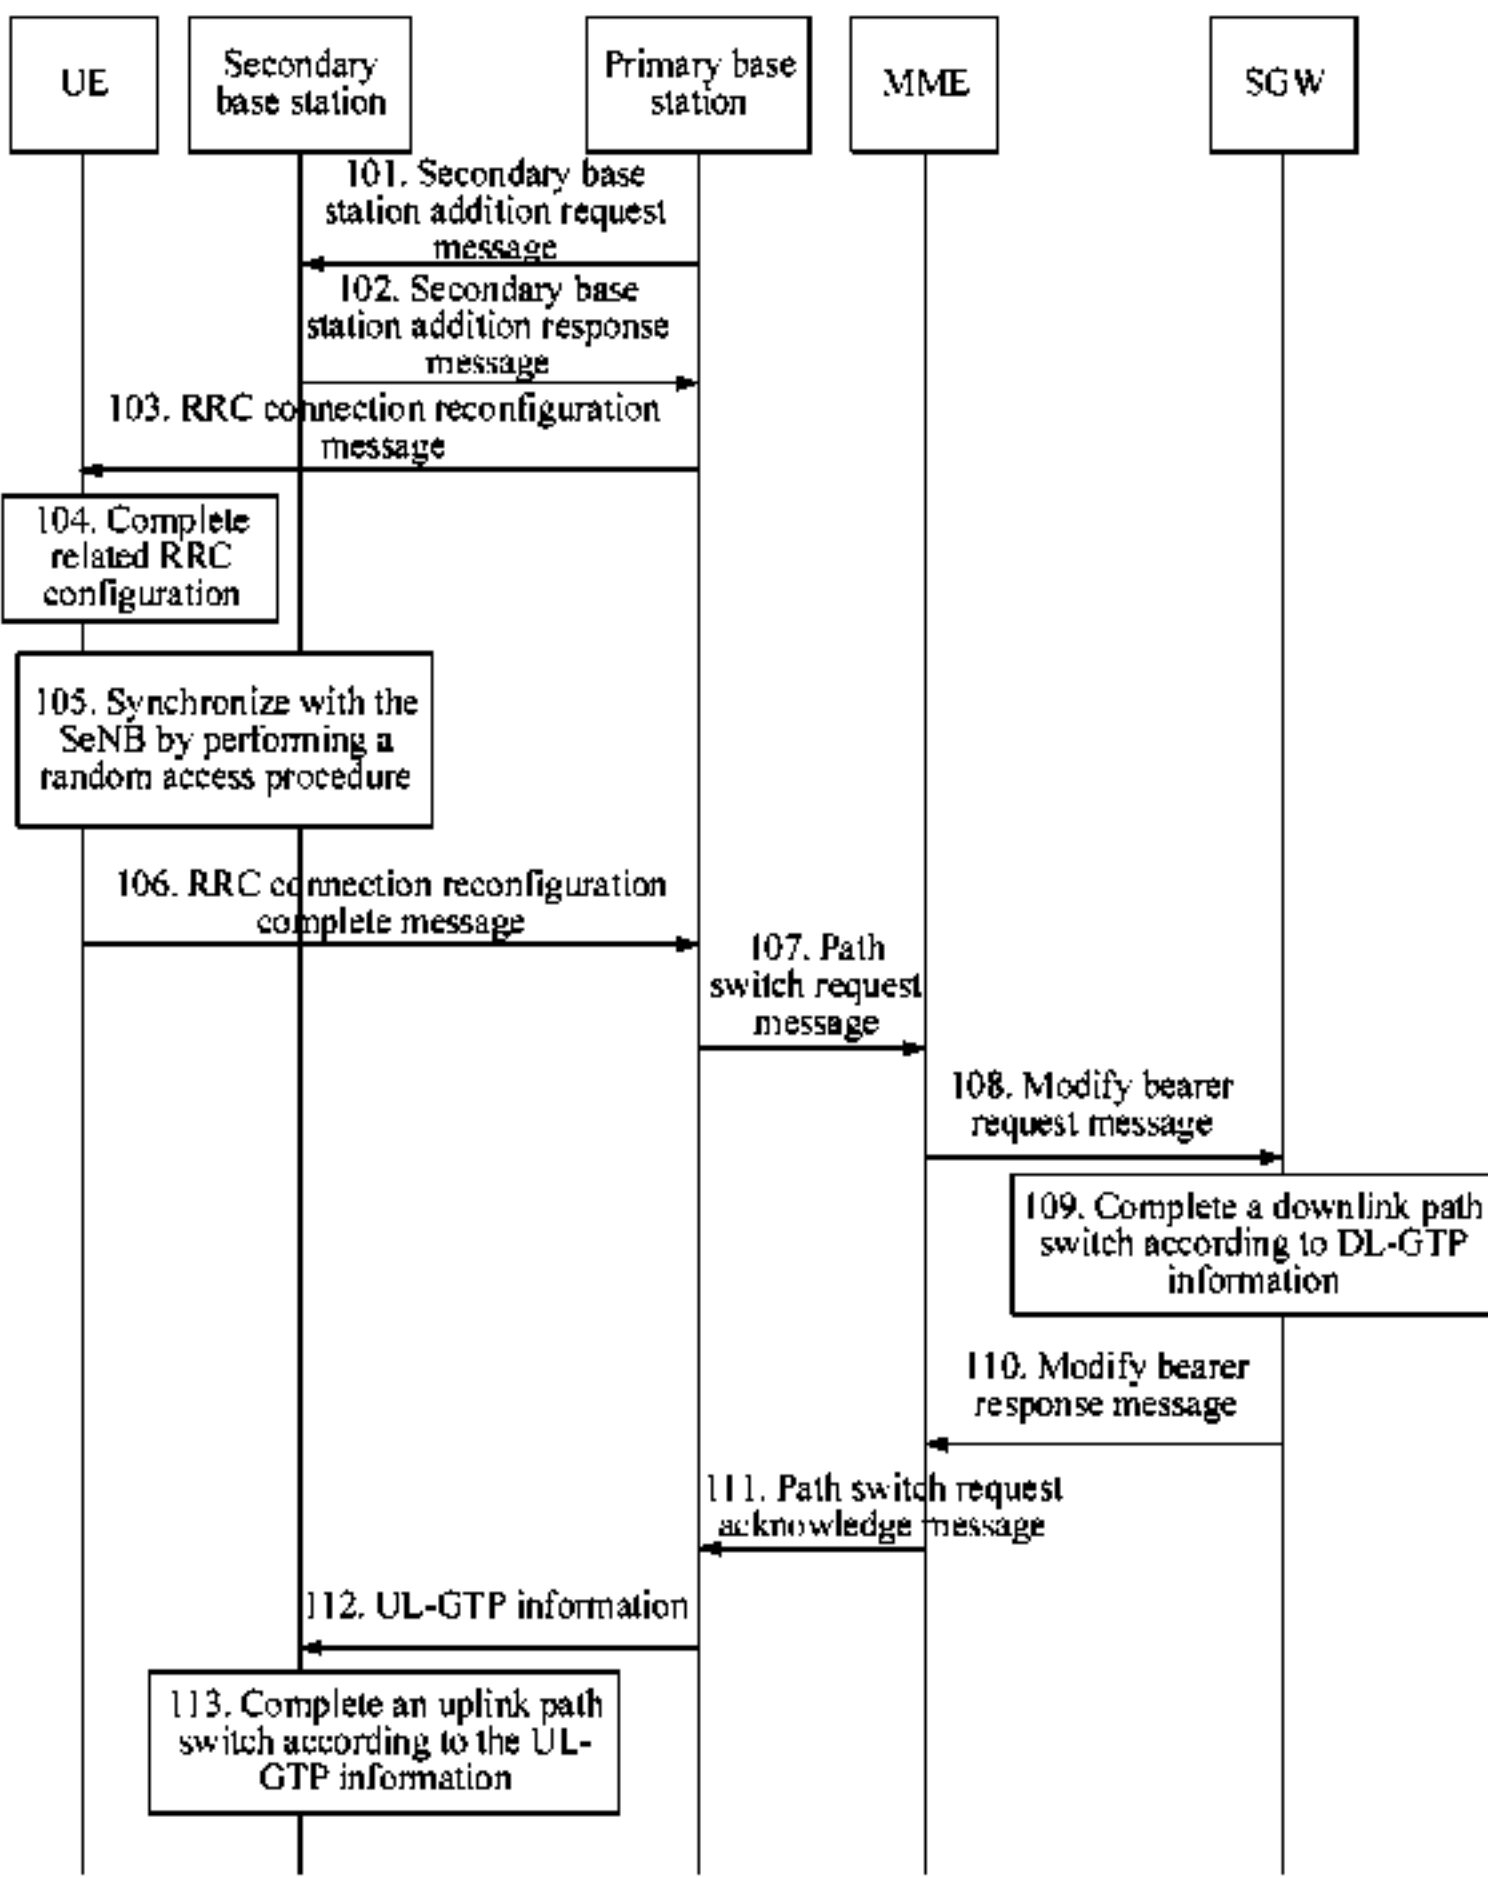 UE
Secondary
base station
Primary base
station
MME
SGW
101. Secondary base
station addition request
message
102. Secondary base
station addition response
message
103. RRC connection reconfiguration
message
104. Complete
related RRC
configuration
105. Synchronize with the
SeNB by performing a
random access procedure
106. RRC connection reconfiguration
complete message
107. Path
switch request
message
108. Modify bearer
request message
109. Complete a downlink path
switch according to DL-GTP
information
110. Modify bearer
response message
111. Path switch request
acknowledge message
112. UL-GTP information
113. Complete an uplink path
switch according to the UL-
GTP information